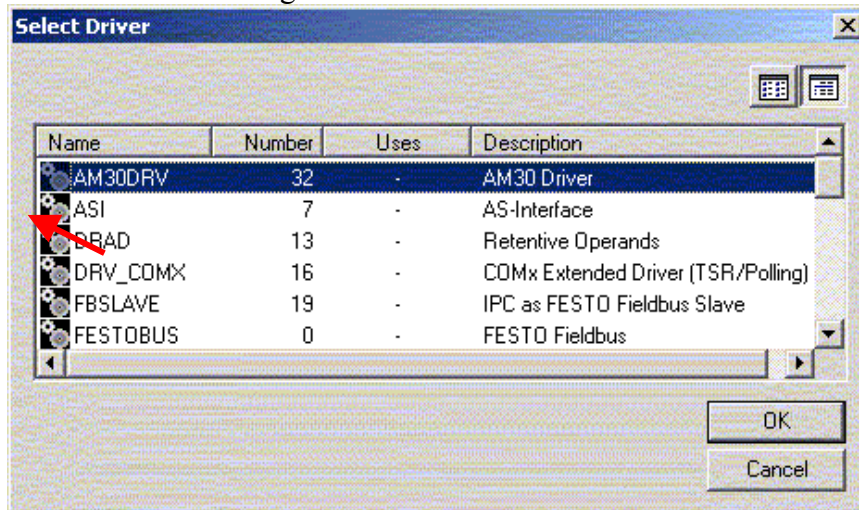 g
Select Driver
Name Number Uses Description
AM30DRV 32 - AM30 Driver
ASI 7 - AS-Interface
DRAD 13 - Retentive Operands
DRV_COMX 16 - COMx Extended Driver (TSR/Polling)
FBSLAVE 19 - IPC as FESTO Fieldbus Slave
FESTOBUS 0 - FESTO Fieldbus
OK
Cancel